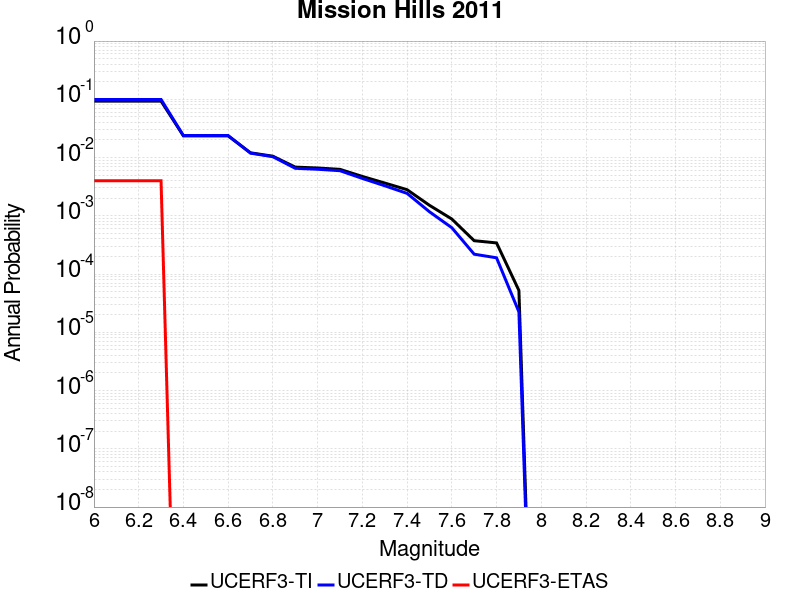 Mission Hills 2011
10^0
10^-1
10^-2
10^-3
10^-4
10^-5
10^-6
10^-7
10^-8
Annual Probability
6 6.2 6.4 6.6 6.8 7 7.2 7.4 7.6 7.8 8 8.2 8.4 8.6 8.8 9
Magnitude
UCERF3-TI UCERF3-TD UCERF3-ETAS